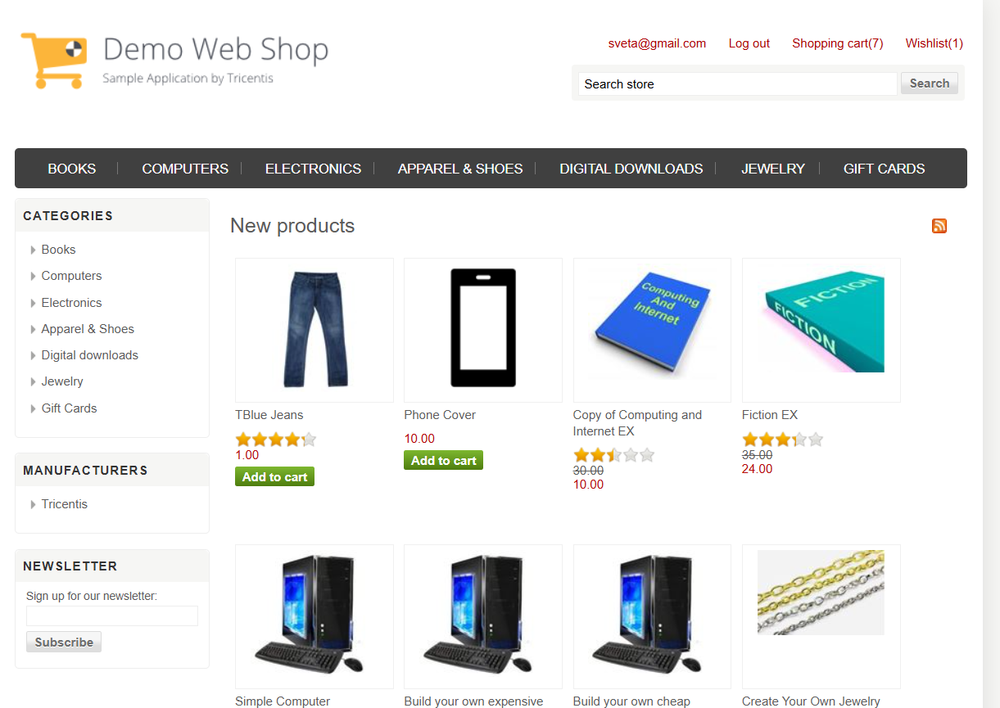 Demo Web Shop
Sample Application by Tricentis
sveta@gmail.com Log out Shopping cart(7) Wishlist(1)
Search store Search
BOOKS COMPUTERS ELECTRONICS APPAREL & SHOES DIGITAL DOWNLOADS JEWELRY GIFT CARDS
CATEGORIES
Books
Computers
Electronics
Apparel & Shoes
Digital downloads
Jewelry
Gift Cards
MANUFACTURERS
Tricentis
NEWSLETTER
Sign up for our newsletter:
Subscribe
New products
TBlue Jeans
1.00
Add to cart
Phone Cover
10.00
Add to cart
Computing
And
Internet
Copy of Computing and
Internet EX
30.00
10.00
FICTION
FICTION
Fiction EX
35.00
24.00
Simple Computer
Build your own expensive
Build your own cheap
Create Your Own Jewelry